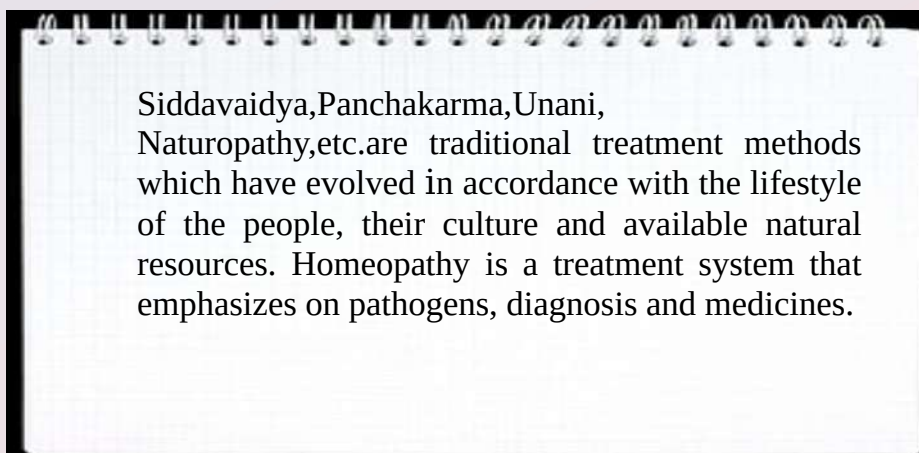 Siddavaidya,Panchakarma,Unani,
Naturopathy,etc.are traditional treatment methods
which have evolved in accordance with the lifestyle
of the people, their culture and available natural
resources. Homeopathy is a treatment system that
emphasizes on pathogens, diagnosis and medicines.